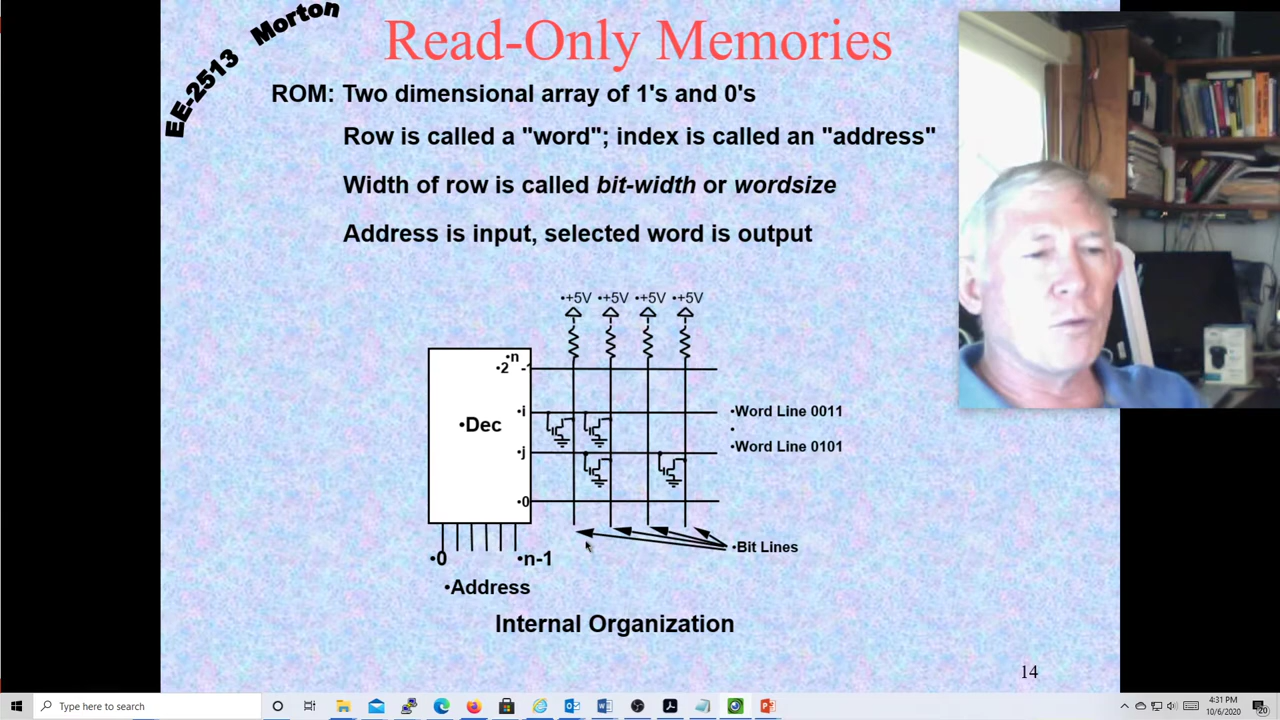 EE-2513 Morton
Read-Only Memories
ROM: Two dimensional array of 1's and 0's
Row is called a "word"; index is called an "address"
Width of row is called bit-width or wordsize
Address is input, selected word is output
•+5V •+5V •+5V •+5V
•n
•2 -1
•i
•Word Line 0011
•Dec
•
•j
•Word Line 0101
•0
•Bit Lines
•0 •n-1
•Address
Internal Organization
14
Type here to search
4:31 PM
10/6/2020
20